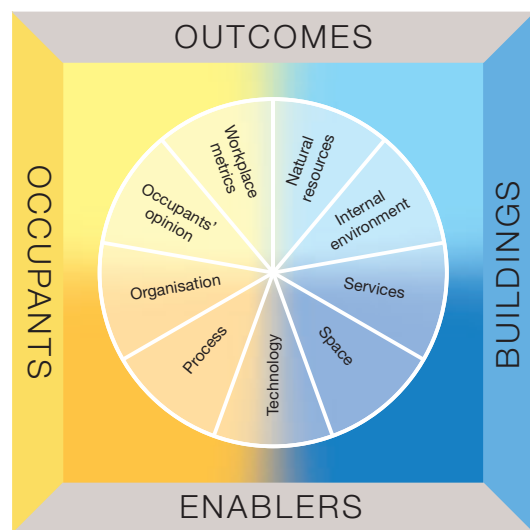 OUTCOMES
OCCUPANTS
BUILDINGS
Workplace
metrics
Natural
resources
Occupants'
opinion
Internal
environment
Organisation
Services
Process
Space
Technology
ENABLERS